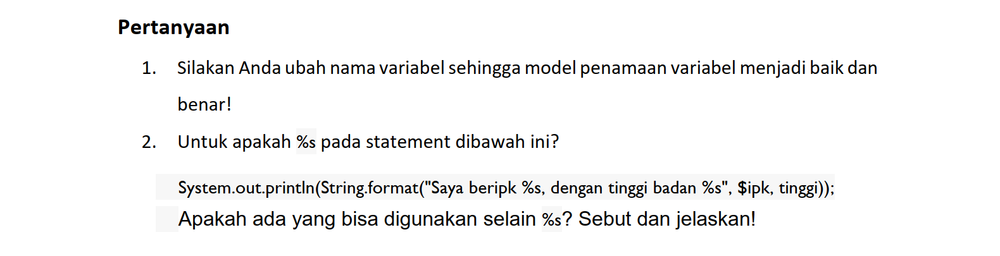 Pertanyaan
1. Silakan Anda ubah nama variabel sehingga model penamaan variabel menjadi baik dan
benar!
2. Untuk apakah %s pada statement dibawah ini?
System.out.println(String.format("Saya beripk %s, dengan tinggi badan %s", $ipk, tinggi));
Apakah ada yang bisa digunakan selain %s? Sebut dan jelaskan!